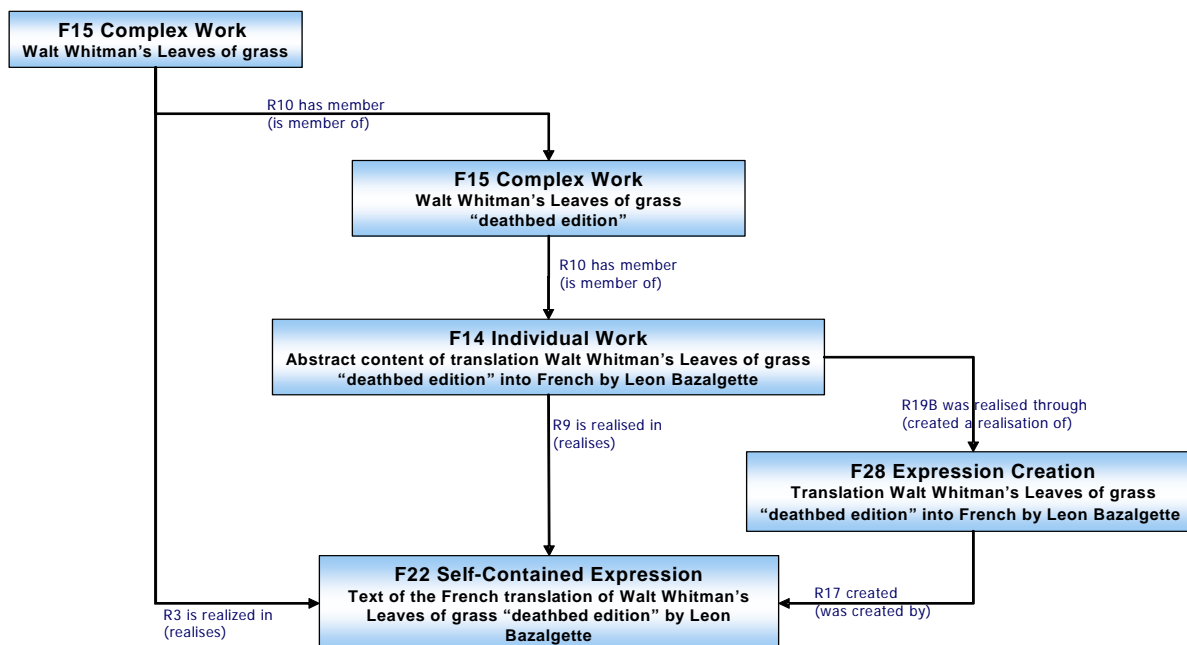 F15 Complex Work
Walt Whitman’s Leaves of grass
R10 has member
(is member of)
F15 Complex Work
Walt Whitman’s Leaves of grass
“deathbed edition”
R10 has member
(is member of)
F14 Individual Work
Abstract content of translation Walt Whitman’s Leaves of grass
“deathbed edition” into French by Leon Bazalgette
R19B was realised through
(created a realisation of)
R9 is realised in
(realises)
F28 Expression Creation
Translation Walt Whitman’s Leaves of grass
“deathbed edition” into French by Leon Bazalgette
F22 Self-Contained Expression
Text of the French translation of Walt Whitman’s
Leaves of grass “deathbed edition” by Leon
Bazalgette
R17 created
(was created by)
R3 is realized in
(realises)